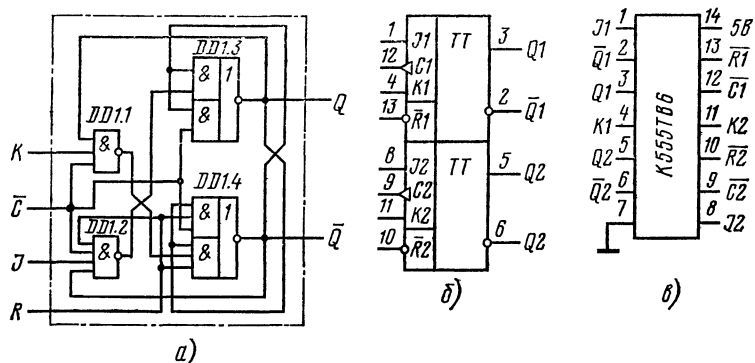 DD1.3
&
1
&
Q
DD1.1
&
K
C̅
DD1.4
&
1
&
Q̅
DD1.2
&
J
R
а)
1
J1
TT
3
Q1
12
C1
4
K1
2
Q̅1
13
R̅1
8
J2
TT
5
Q2
9
C2
11
K2
6
Q2
10
R̅2
б)
J1
1
14
5В
Q̅1
2
13
R̅1
Q1
3
12
C̅1
K1
4
11
K2
Q2
5
10
R̅2
Q̅2
6
9
C̅2
7
8
J2
К555ТВ6
в)